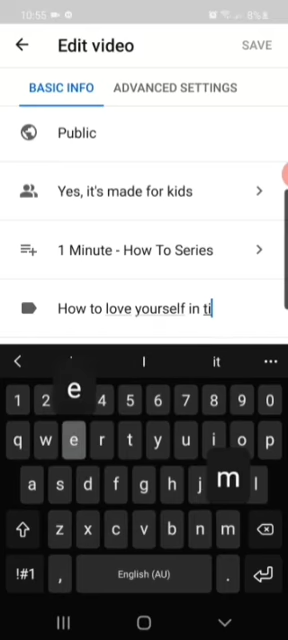 10:55 8%
Edit video SAVE
BASIC INFO ADVANCED SETTINGS
Public
Yes, it's made for kids
1 Minute - How To Series
How to love yourself in ti
I it
1 2 e 4 5 6 7 8 9 0
q w e r t y u i o p
a s d f g h j m l
z x c v b n m
!#1 , English (AU) .